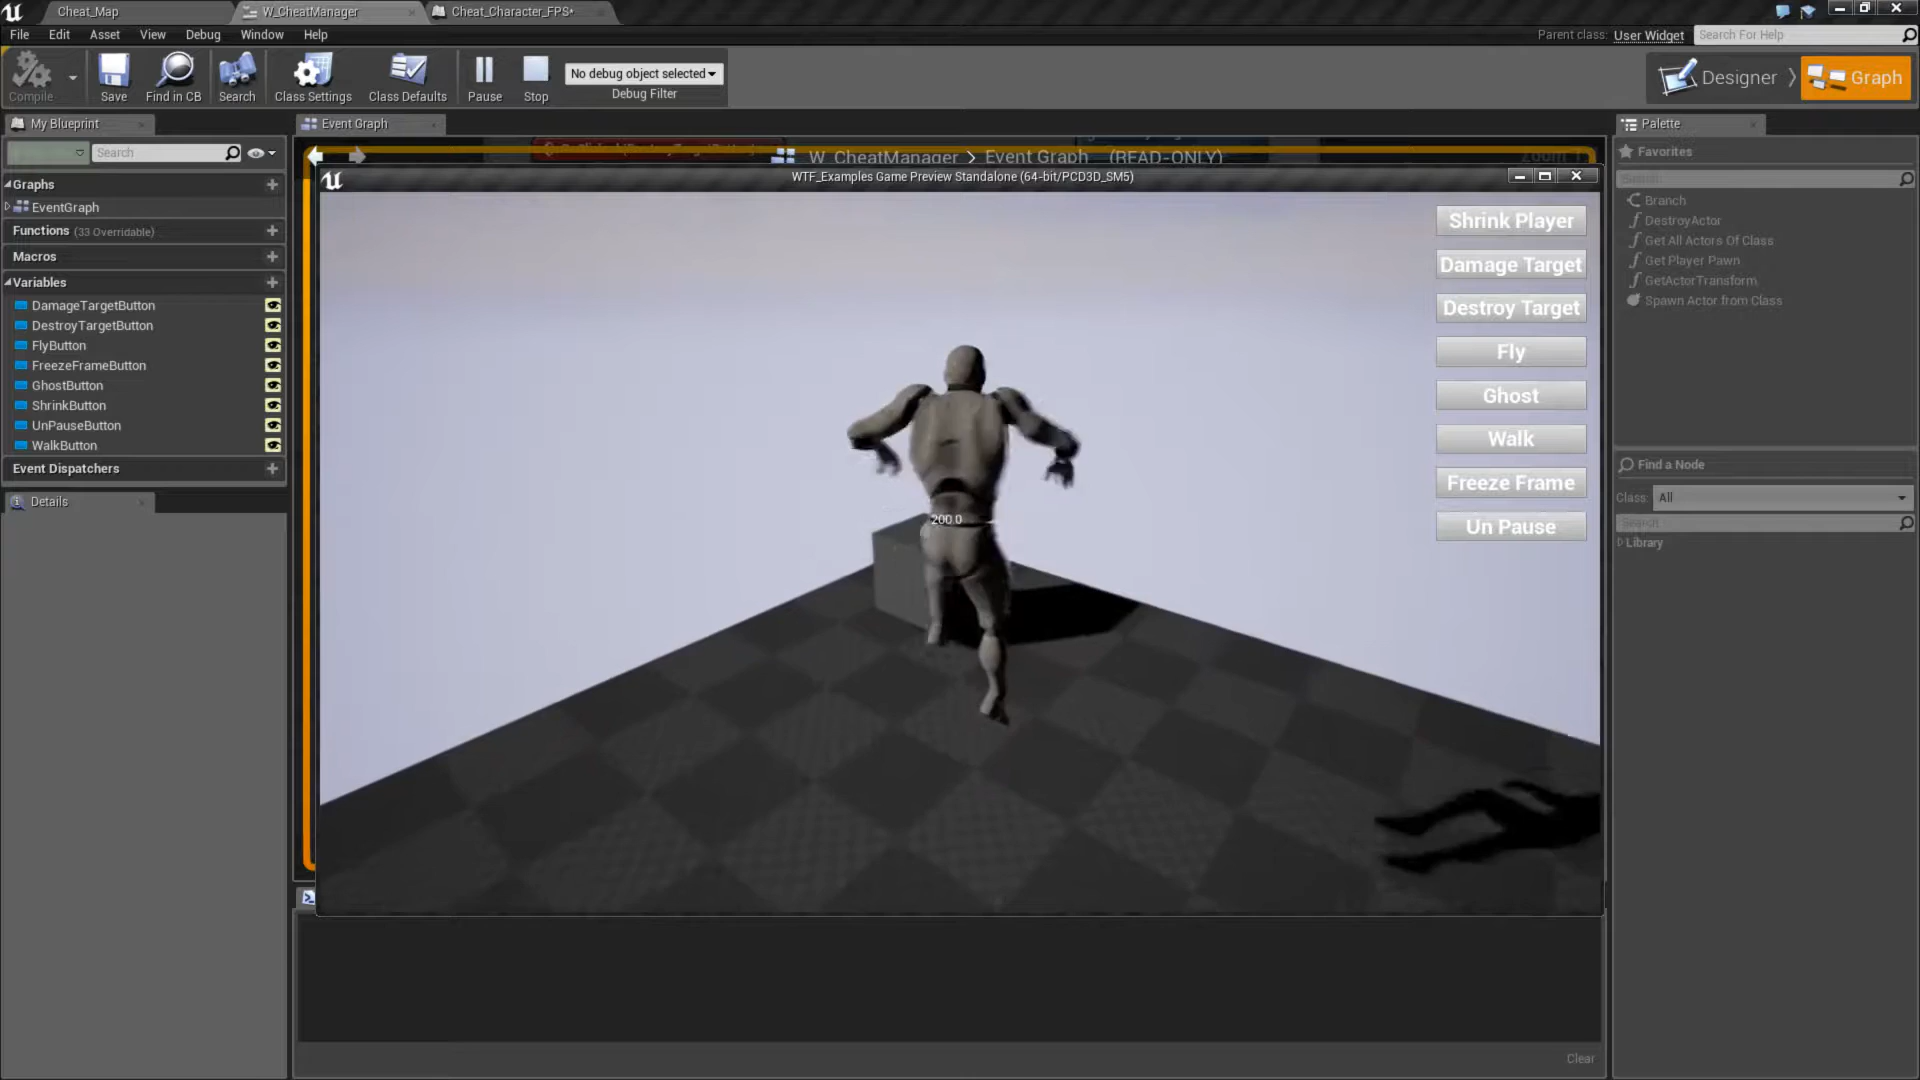 Cheat_Map
W_CheatManager
Cheat_Character_FPS*
File Edit Asset View Debug Window Help
Parent class: User Widget
Search For Help
Compile
Save
Find in CB
Search
Class Settings
Class Defaults
Pause
Stop
No debug object selected
Debug Filter
Designer
Graph
My Blueprint
Search
Graphs
EventGraph
Functions (33 Overridable)
Macros
Variables
DamageTargetButton
DestroyTargetButton
FlyButton
FreezeFrameButton
GhostButton
ShrinkButton
UnPauseButton
WalkButton
Event Dispatchers
Details
Event Graph
W_CheatManager > Event Graph (READ-ONLY)
WTF_Examples Game Preview Standalone (64-bit/PCD3D_SM5)
Shrink Player
Damage Target
Destroy Target
Fly
Ghost
Walk
Freeze Frame
Un Pause
200.0
Clear
Palette
Favorites
Search
Branch
DestroyActor
Get All Actors Of Class
Get Player Pawn
GetActorTransform
Spawn Actor from Class
Find a Node
Class: All
Search
Library